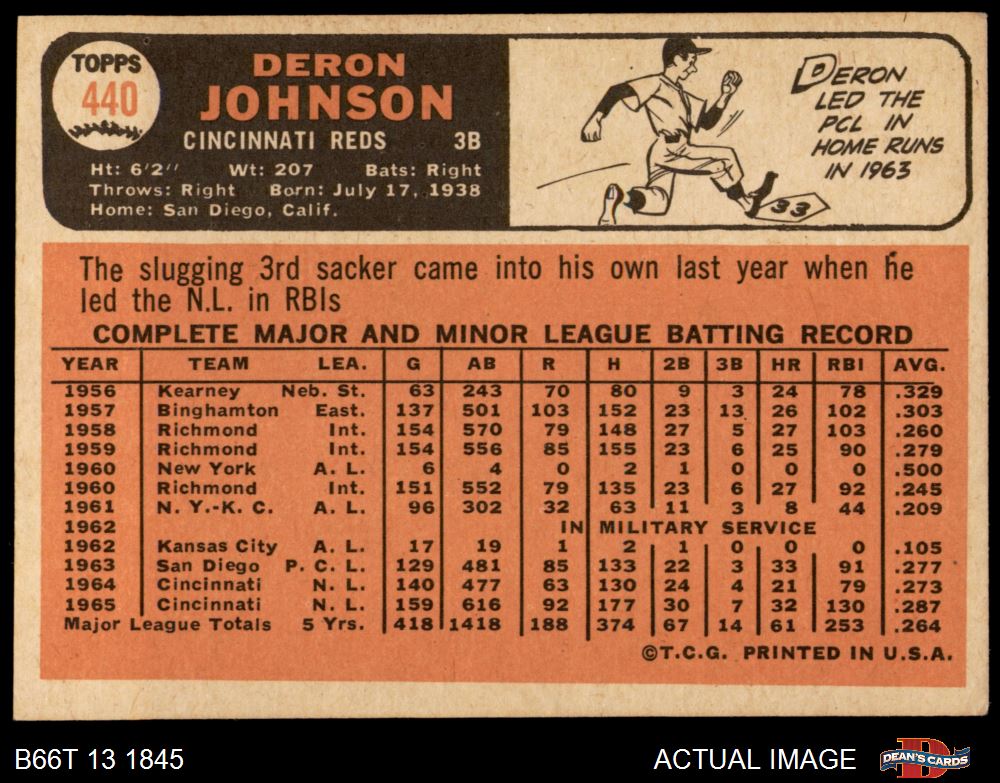 TOPPS
440
DERON
JOHNSON
CINCINNATI REDS 3B
Ht: 6'2'' Wt: 207 Bats: Right
Throws: Right Born: July 17, 1938
Home: San Diego, Calif.
DERON
LED THE
PCL IN
HOME RUNS
IN 1963
33
The slugging 3rd sacker came into his own last year when he
led the N.L. in RBIs
COMPLETE MAJOR AND MINOR LEAGUE BATTING RECORD
YEAR TEAM LEA. G AB R H 2B 3B HR RBI AVG.
1956 Kearney Neb. St. 63 243 70 80 9 3 24 78 .329
1957 Binghamton East. 137 501 103 152 23 13 26 102 .303
1958 Richmond Int. 154 570 79 148 27 5 27 103 .260
1959 Richmond Int. 154 556 85 155 23 6 25 90 .279
1960 New York A. L. 6 4 0 2 1 0 0 0 .500
1960 Richmond Int. 151 552 79 135 23 6 27 92 .245
1961 N. Y.-K. C. A. L. 96 302 32 63 11 3 8 44 .209
1962 IN MILITARY SERVICE
1962 Kansas City A. L. 17 19 1 2 1 0 0 0 .105
1963 San Diego P. C. L. 129 481 85 133 22 3 33 91 .277
1964 Cincinnati N. L. 140 477 63 130 24 4 21 79 .273
1965 Cincinnati N. L. 159 616 92 177 30 7 32 130 .287
Major League Totals 5 Yrs. 418 1418 188 374 67 14 61 253 .264
©T.C.G. PRINTED IN U.S.A.
B66T 13 1845 ACTUAL IMAGE DEAN'S CARDS